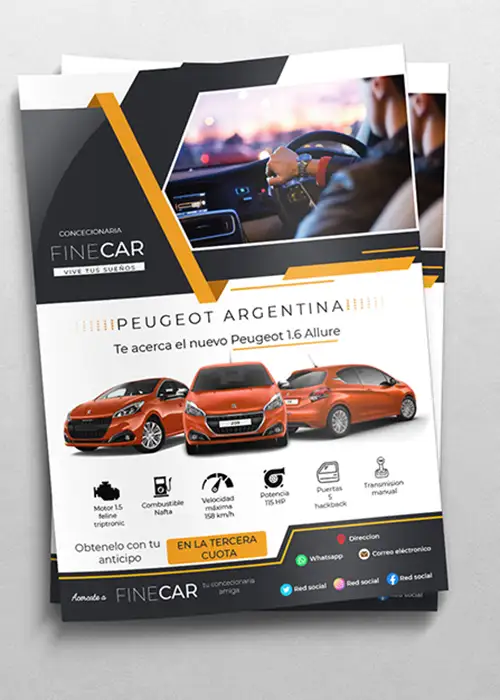 CONCECIONARIA
FINECAR
VIVE TUS SUEÑOS
PEUGEOT ARGENTINA
Te acerca el nuevo Peugeot 1.6 Allure
208
Motor 1.5
feline
triptronic
Combustible
Nafta
Velocidad
máxima
158 km/h
Potencia
115 HP
Puertas
5
hackback
Transmision
manual
Obtenelo con tu
anticipo
EN LA TERCERA
CUOTA
Direccion
Whatsapp
Correo eléctronico
Acercate a
FINECAR
tu concecionaria
amiga
Red social
Red social
Red social